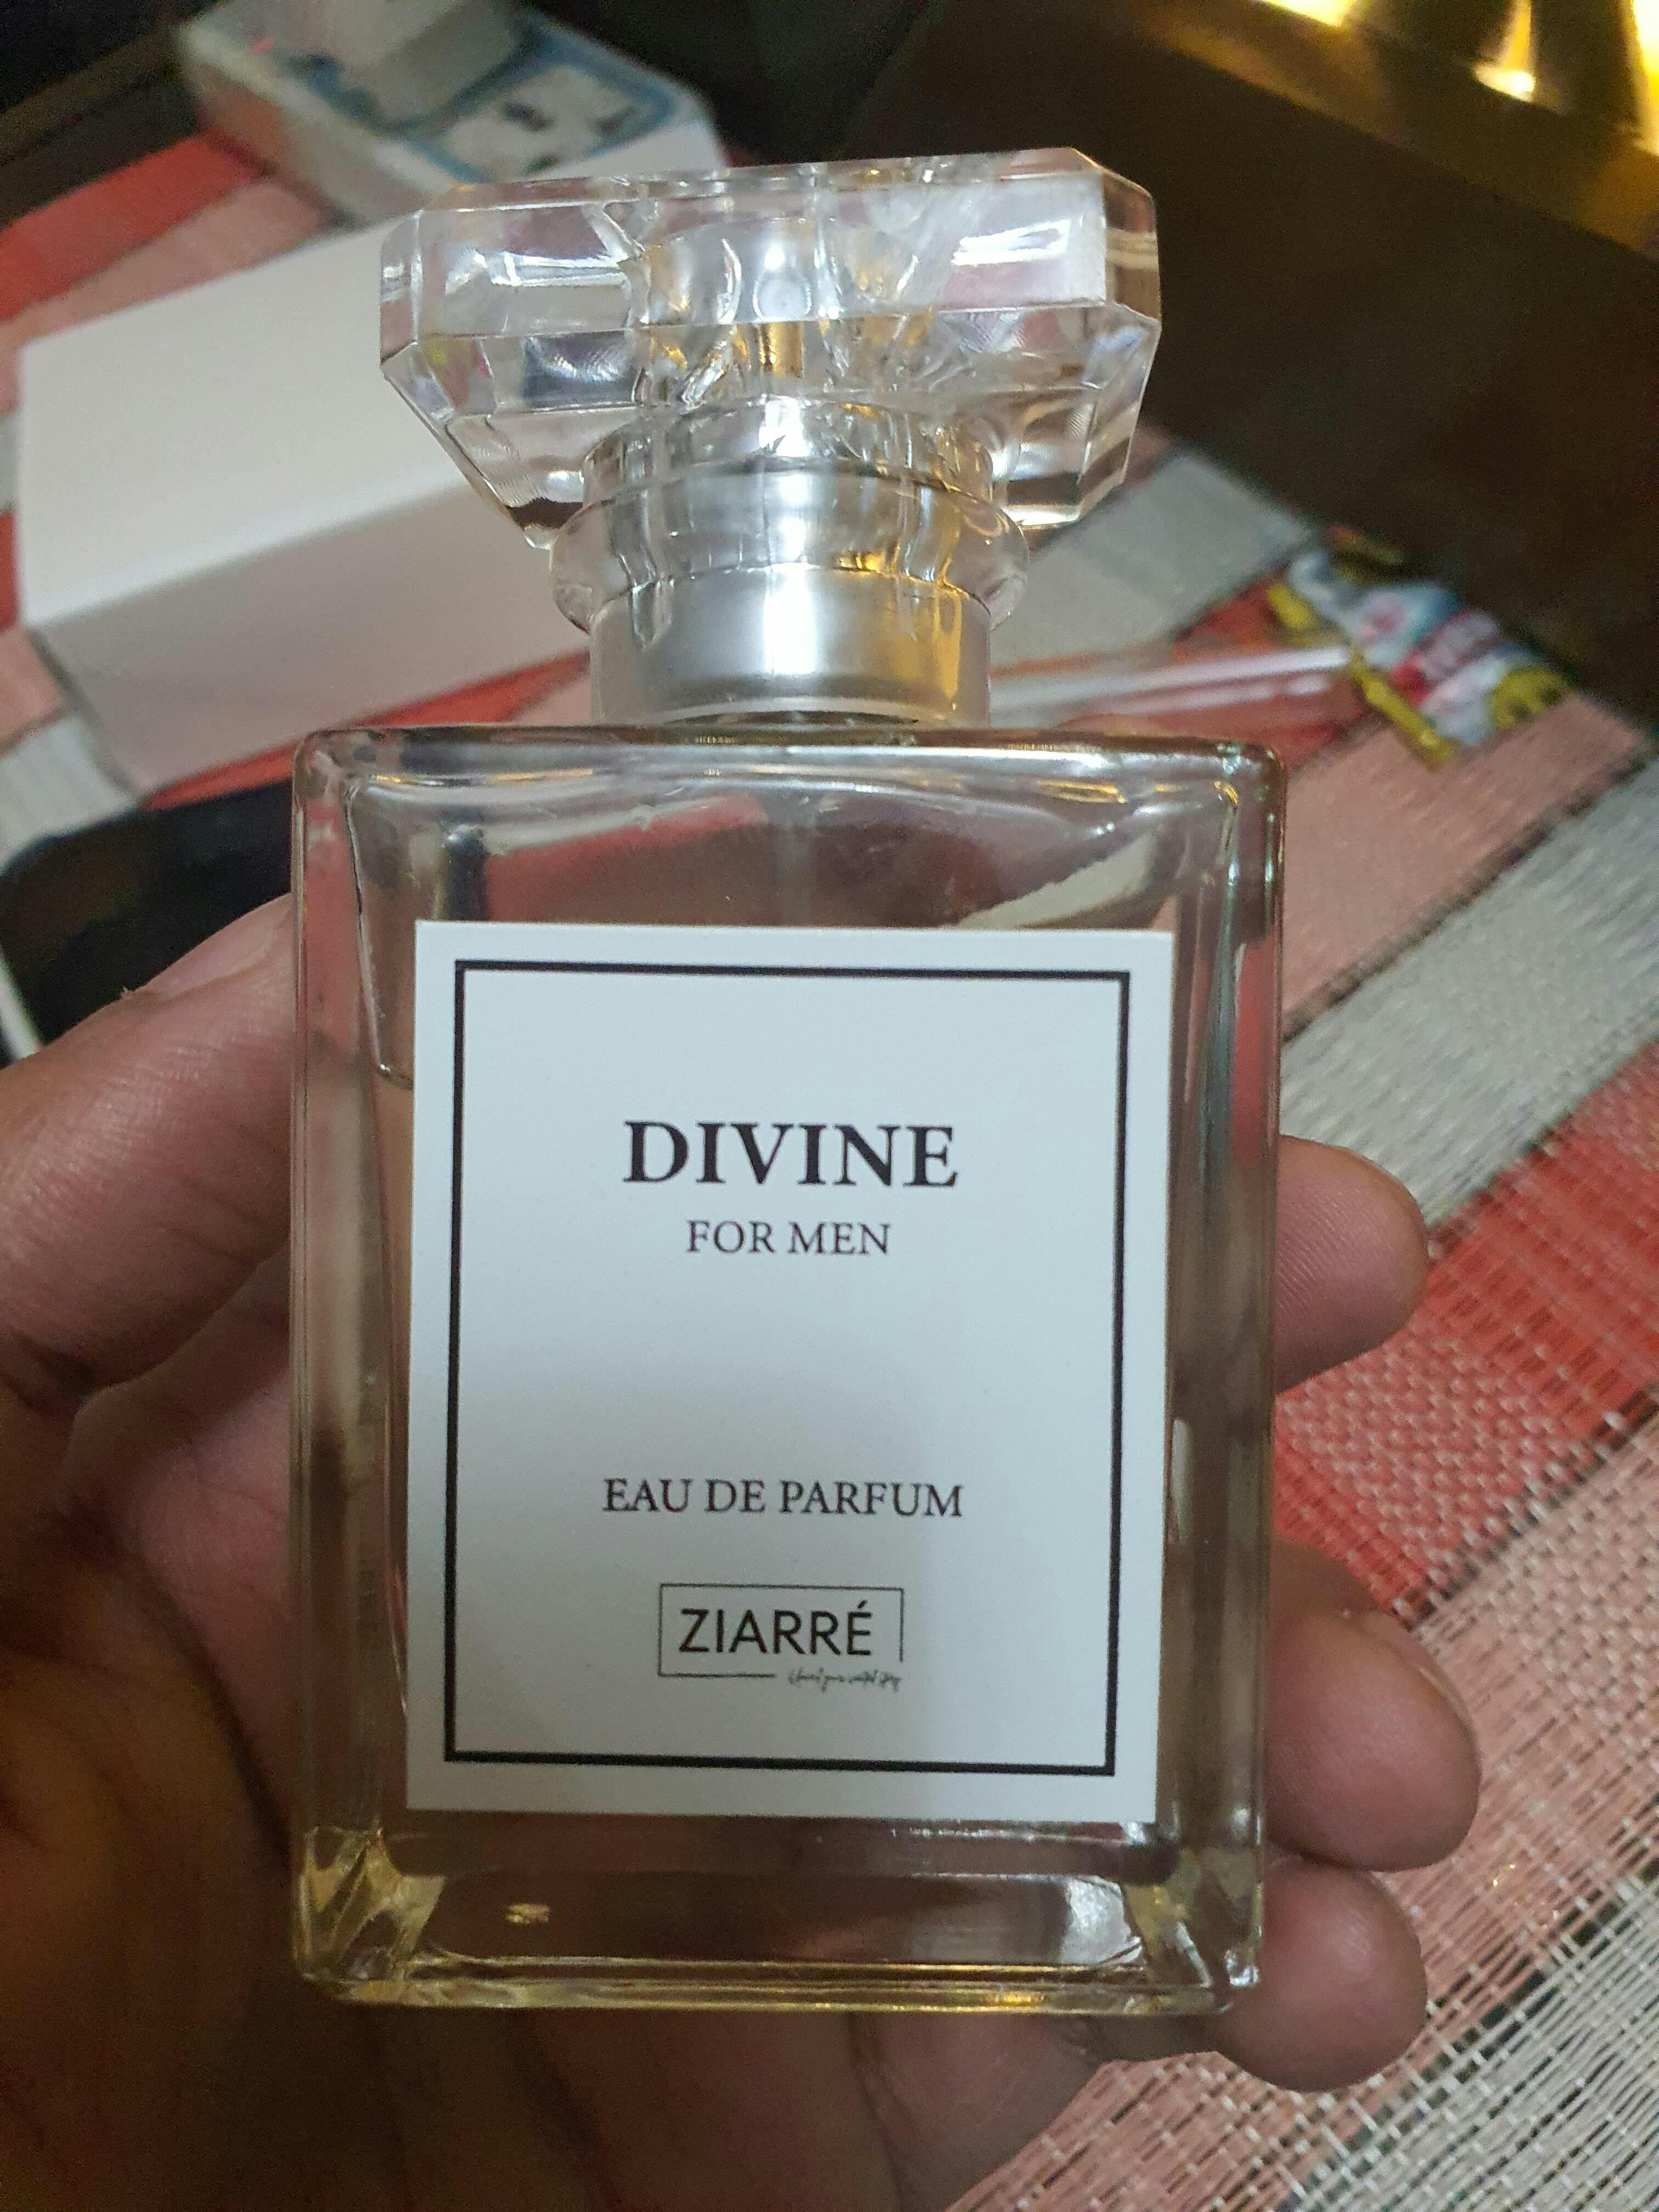 DIVINE
FOR MEN
EAU DE PARFUM
ZIARRÉ